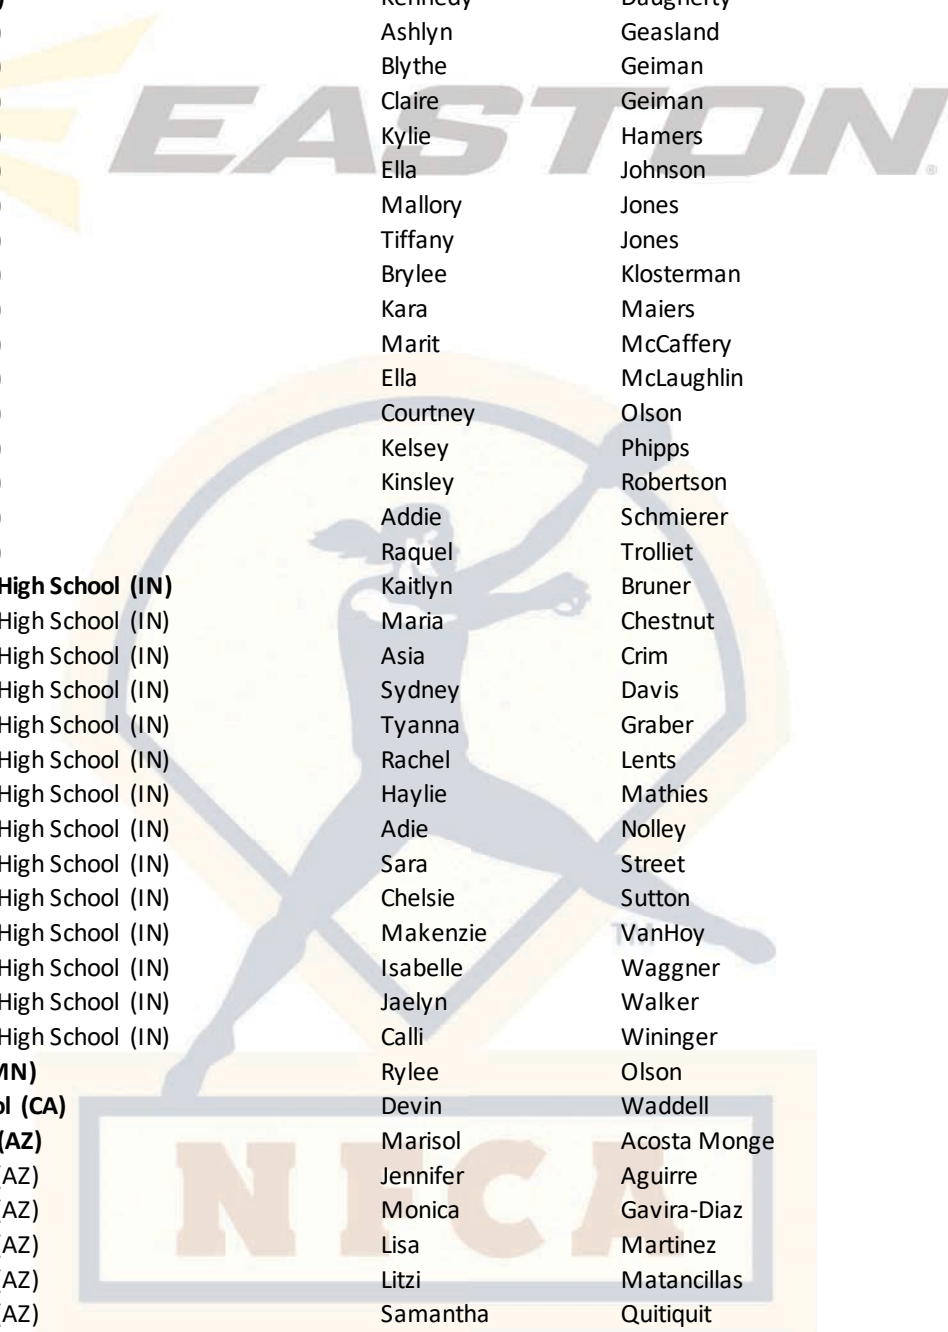 ) Kennedy Daugherty
) Ashlyn Geasland
) Blythe Geiman
) Claire Geiman
EASTON
) Kylie Hamers
) Ella Johnson
) Mallory Jones
) Tiffany Jones
) Brylee Klosterman
) Kara Maiers
) Marit McCaffery
) Ella McLaughlin
) Courtney Olson
) Kelsey Phipps
) Kinsley Robertson
) Addie Schmierer
) Raquel Trolliet
High School (IN) Kaitlyn Bruner
High School (IN) Maria Chestnut
High School (IN) Asia Crim
High School (IN) Sydney Davis
High School (IN) Tyanna Graber
High School (IN) Rachel Lents
High School (IN) Haylie Mathies
High School (IN) Adie Nolley
High School (IN) Sara Street
High School (IN) Chelsie Sutton
High School (IN) Makenzie VanHoy
TM
High School (IN) Isabelle Waggner
High School (IN) Jaelyn Walker
High School (IN) Calli Wininger
MN) Rylee Olson
ol (CA) Devin Waddell
(AZ) Marisol Acosta Monge
(AZ) Jennifer Aguirre
(AZ) Monica Gavira-Diaz
NFCA
(AZ) Lisa Martinez
(AZ) Litzi Matancillas
(AZ) Samantha Quitiquit